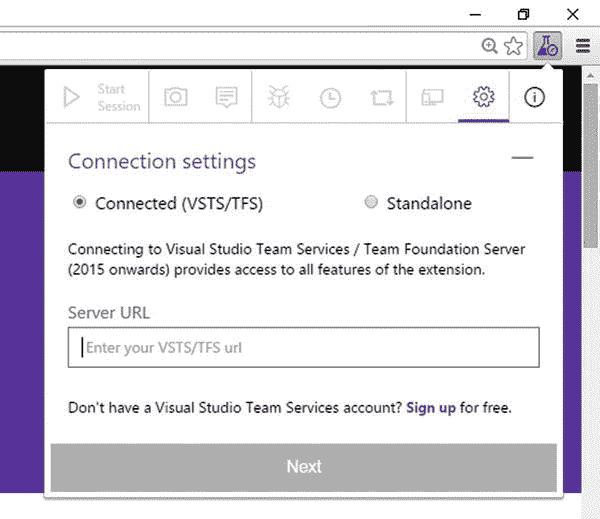 Start
Session
Connection settings
Connected (VSTS/TFS)
Standalone
Connecting to Visual Studio Team Services / Team Foundation Server
(2015 onwards) provides access to all features of the extension.
Server URL
Enter your VSTS/TFS url
Don't have a Visual Studio Team Services account? Sign up for free.
Next